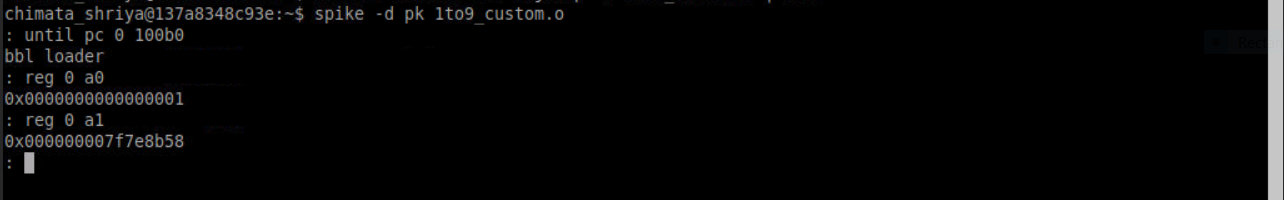 chimata_shriya@137a8348c93e:~$ spike -d pk 1to9_custom.o
: until pc 0 100b0
bbl loader
: reg 0 a0
0x0000000000000001
: reg 0 a1
0x000000007f7e8b58
: